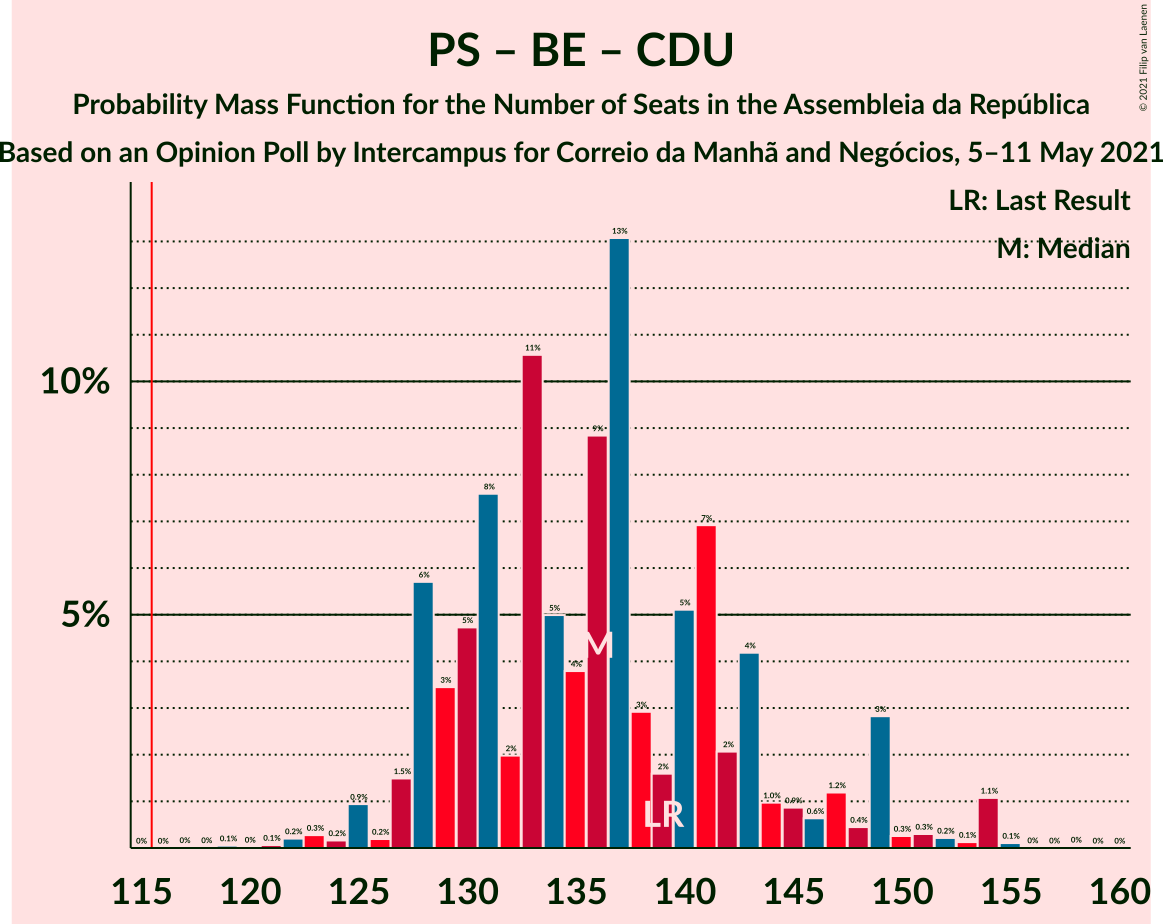 PS – BE – CDU
Probability Mass Function for the Number of Seats in the Assembleia da República
Based on an Opinion Poll by Intercampus for Correio da Manhã and Negócios, 5–11 May 2021
© 2021 Filip van Laenen
LR: Last Result
M: Median
10%
5%
0% 0% 0% 0% 0.1% 0% 0.1% 0.2% 0.3% 0.2% 0.9% 0.2% 1.5% 6% 3% 5% 8% 2% 11% 5% 4% 9% 13% 3% 2% 5% 7% 2% 4% 1.0% 0.9% 0.6% 1.2% 0.4% 3% 0.3% 0.3% 0.2% 0.1% 1.1% 0.1% 0% 0% 0% 0% 0%
M
LR
115 120 125 130 135 140 145 150 155 160